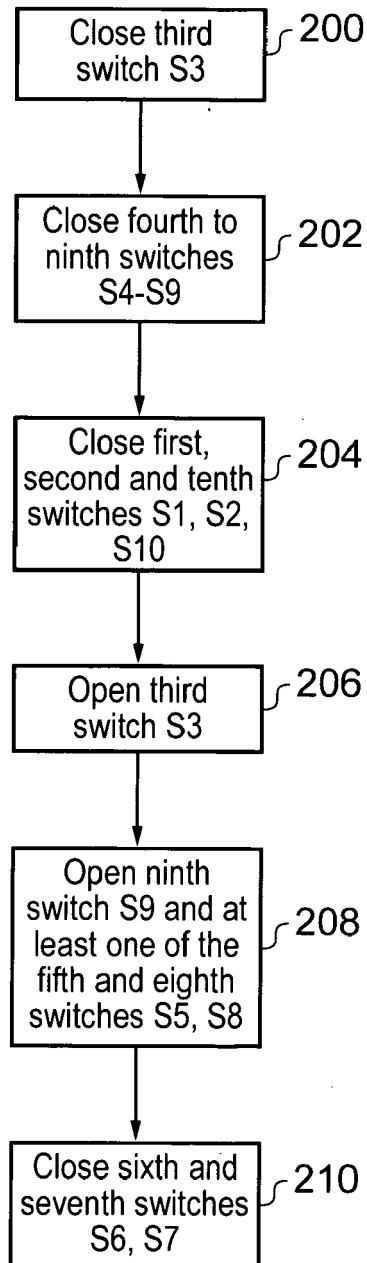 Close third
switch S3
200
Close fourth to
ninth switches
S4-S9
202
Close first,
second and tenth
switches S1, S2,
S10
204
Open third
switch S3
206
Open ninth
switch S9 and at
least one of the
fifth and eighth
switches S5, S8
208
Close sixth and
seventh switches
S6, S7
210